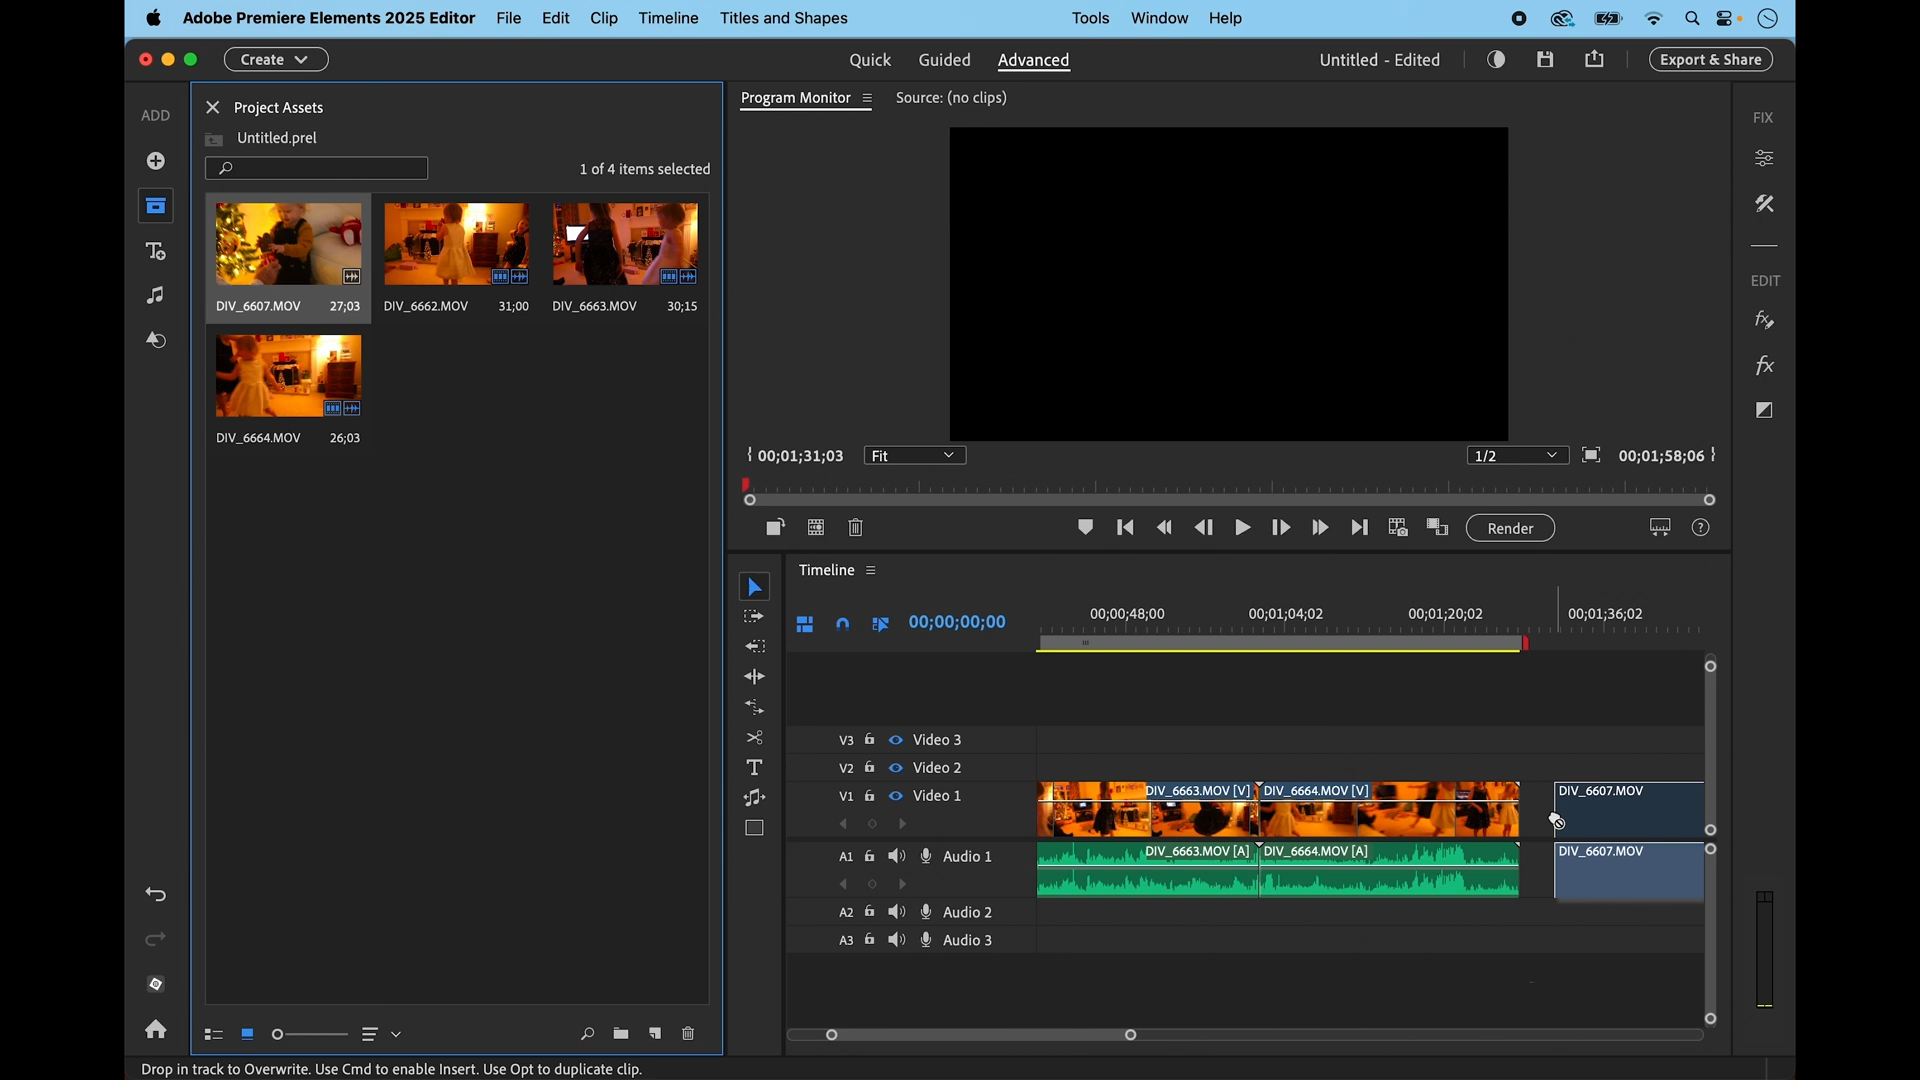 Adobe Premiere Elements 2025 Editor File Edit Clip Timeline Titles and Shapes Tools Window Help
Create Quick Guided Advanced Untitled - Edited Export & Share
ADD
Project Assets
Untitled.prel
1 of 4 items selected
DIV_6607.MOV 27;03 DIV_6662.MOV 31;00 DIV_6663.MOV 30;15
DIV_6664.MOV 26;03
Program Monitor Source: (no clips)
00;01;31;03 Fit 1/2 00;01;58;06
Render
FIX
EDIT
Timeline
00;00;00;00 00;00;48;00 00;01;04;02 00;01;20;02 00;01;36;02
V3 Video 3
V2 Video 2
V1 Video 1
DIV_6663.MOV [V] DIV_6664.MOV [V] DIV_6607.MOV
A1 Audio 1
DIV_6663.MOV [A] DIV_6664.MOV [A] DIV_6607.MOV
A2 Audio 2
A3 Audio 3
Drop in track to Overwrite. Use Cmd to enable Insert. Use Opt to duplicate clip.